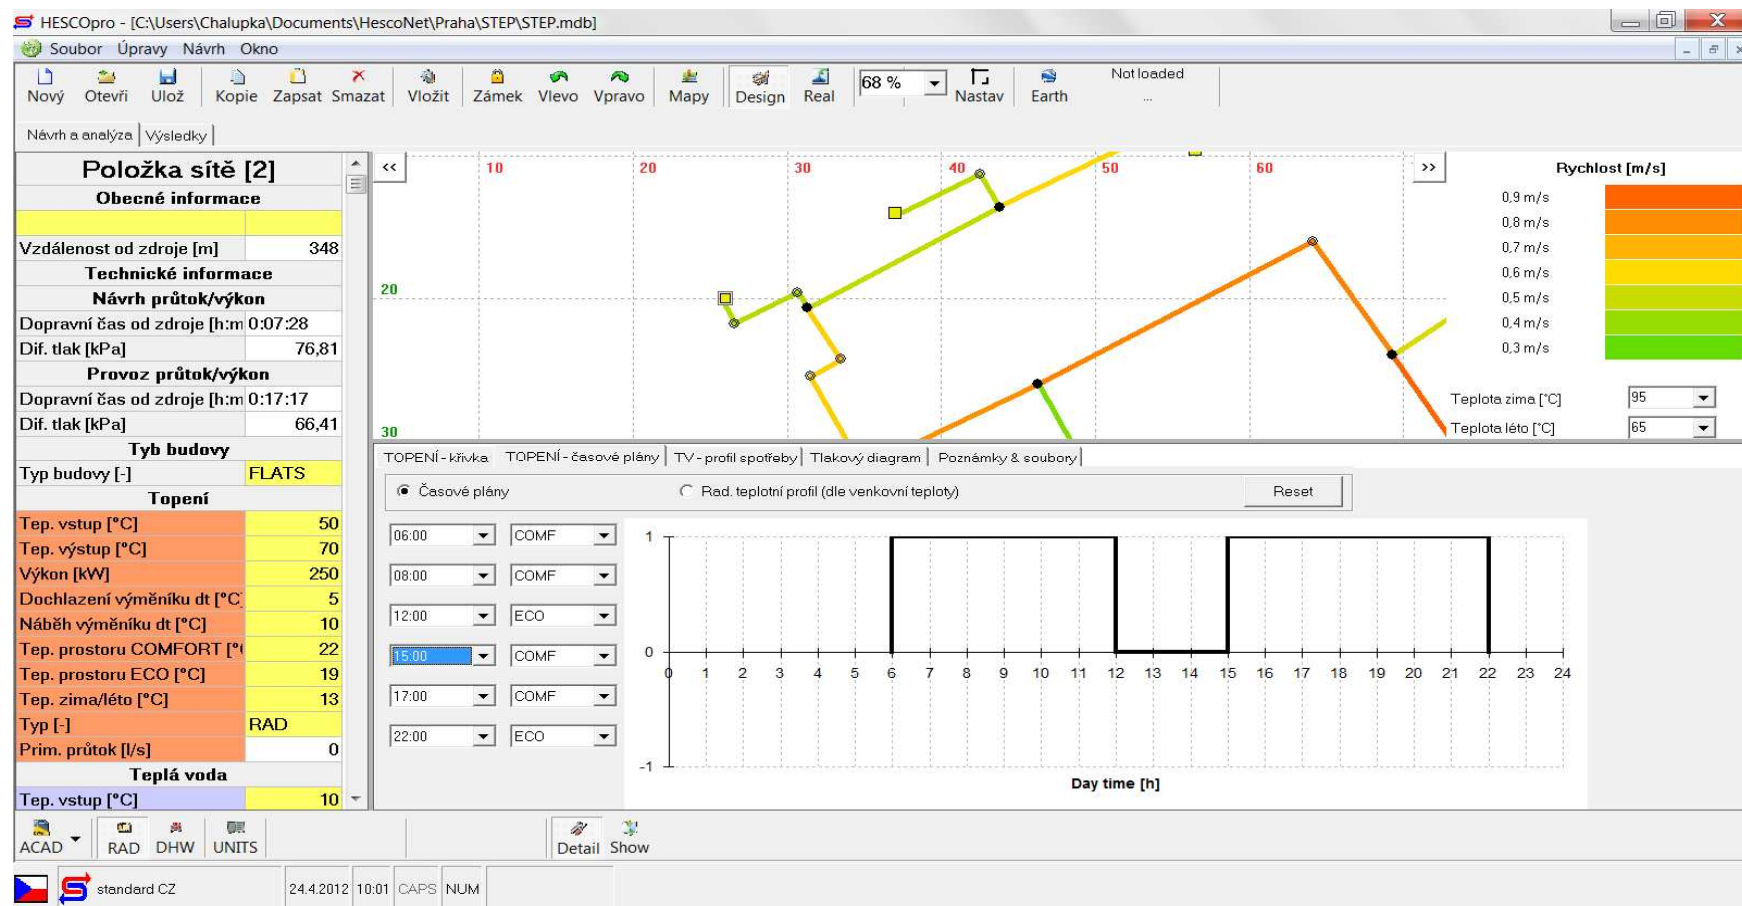 HESCOpro - [C:\Users\Chalupka\Documents\HescoNet\Praha\STEP\STEP.mdb]
Soubor Úpravy Návrh Okno
Nový Otevři Ulož Kopie Zapsat Smazat Vložit Zámek Vlevo Vpravo Mapy Design Real 68 % Nastav Earth Not loaded ...
Návrh a analýza Výsledky
Položka sítě [2]
Obecné informace
Vzdálenost od zdroje [m] 348
Technické informace
Návrh průtok/výkon
Dopravní čas od zdroje [h:m 0:07:28
Dif. tlak [kPa] 76,81
Provoz průtok/výkon
Dopravní čas od zdroje [h:m 0:17:17
Dif. tlak [kPa] 66,41
Tyb budovy
Typ budovy [-] FLATS
Topení
Tep. vstup [°C] 50
Tep. výstup [°C] 70
Výkon [kW] 250
Dochlazení výměníku dt [°C] 5
Náběh výměníku dt [°C] 10
Tep. prostoru COMFORT [°( 22
Tep. prostoru ECO [°C] 19
Tep. zima/léto [°C] 13
Typ [-] RAD
Prim. průtok [l/s] 0
Teplá voda
Tep. vstup [°C] 10
<< 10 20 30 40 50 60 >>
20
30
Rychlost [m/s]
0,9 m/s
0,8 m/s
0,7 m/s
0,6 m/s
0,5 m/s
0,4 m/s
0,3 m/s
Teplota zima [°C] 95
Teplota léto [°C] 65
TOPENÍ - křivka TOPENÍ - časové plány TV - profil spotřeby Tlakový diagram Poznámky & soubory
Časové plány Rad. teplotní profil (dle venkovní teploty) Reset
06:00 COMF
08:00 COMF
12:00 ECO
15:00 COMF
17:00 COMF
22:00 ECO
1
0
-1
0 1 2 3 4 5 6 7 8 9 10 11 12 13 14 15 16 17 18 19 20 21 22 23 24
Day time [h]
ACAD RAD DHW UNITS Detail Show
standard CZ 24.4.2012 10:01 CAPS NUM